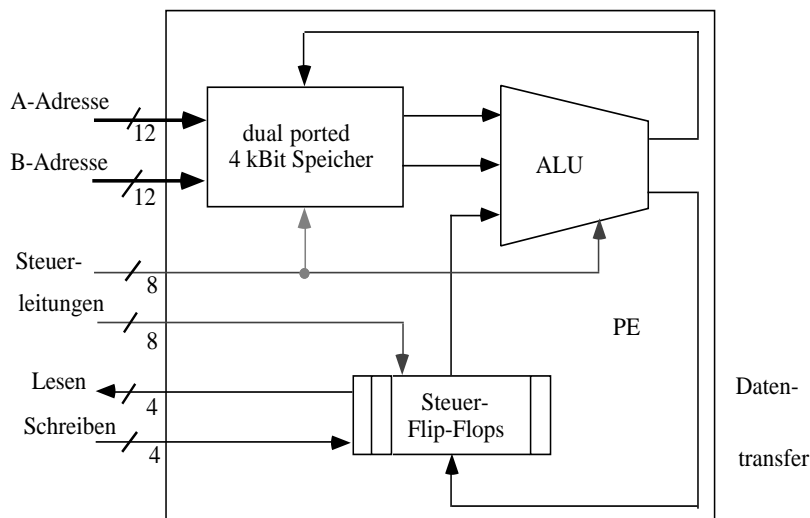 A-Adresse
12
dual ported
4 kBit Speicher
B-Adresse
12
ALU
Steuer-
8
leitungen
8
PE
Lesen
4
Schreiben
4
Steuer-
Flip-Flops
Daten-
transfer